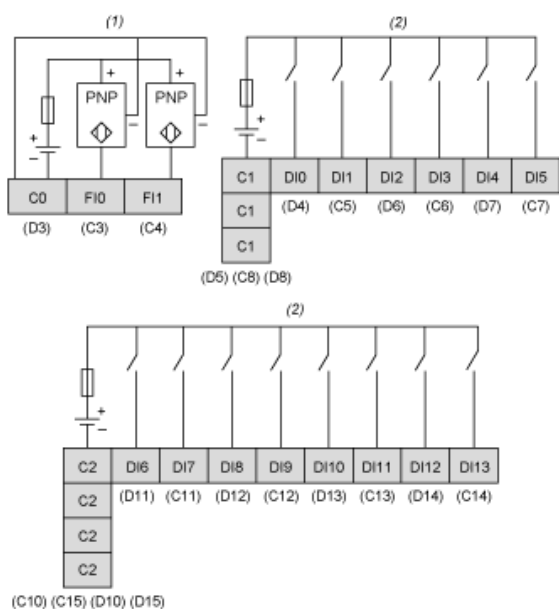 (1)
(2)
+ +
PNP PNP
+ − −
−
+
−
C0 FI0 FI1
(D3) (C3) (C4)
C1 DI0 DI1 DI2 DI3 DI4 DI5
(D4) (C5) (D6) (C6) (D7) (C7)
C1
C1
(D5) (C8) (D8)
(2)
+
−
C2 DI6 DI7 DI8 DI9 DI10 DI11 DI12 DI13
(D11) (C11) (D12) (C12) (D13) (C13) (D14) (C14)
C2
C2
C2
(C10) (C15) (D10) (D15)